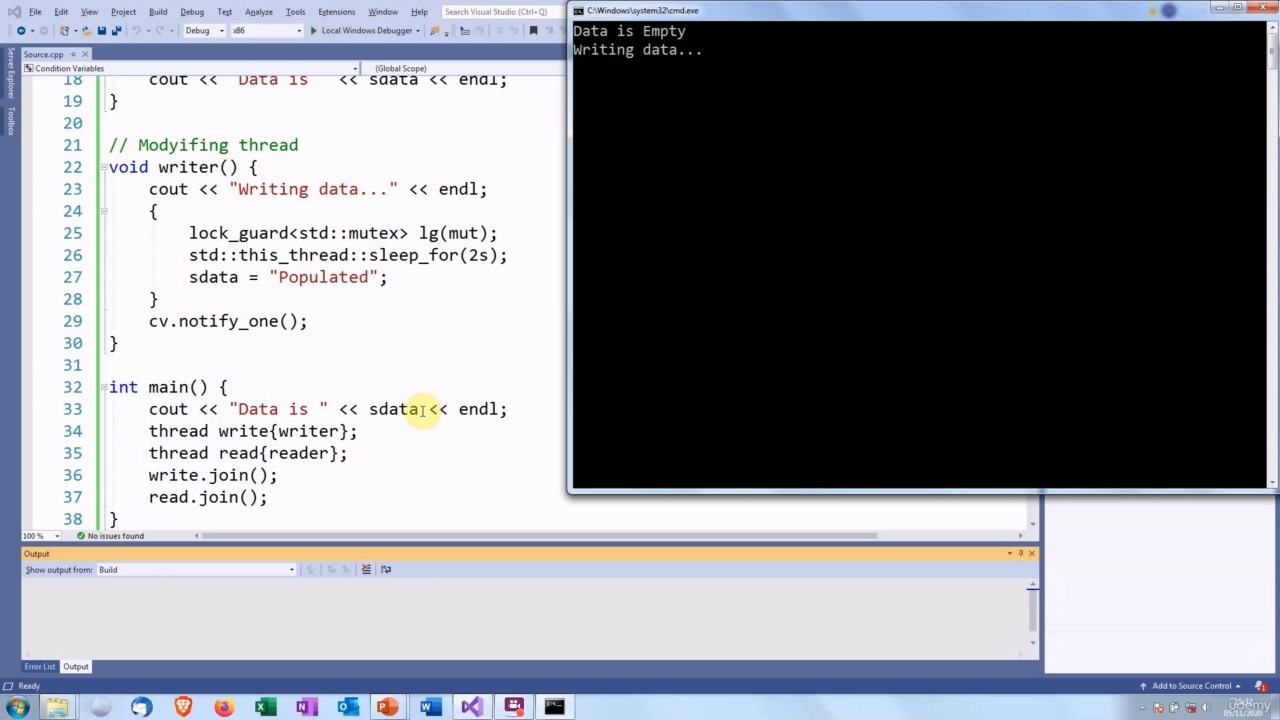 File Edit View Project Build Debug Test Analyze Tools Extensions Window Help Search Visual Studio (Ctrl+Q)
Debug x86 Local Windows Debugger
Source.cpp
Condition Variables (Global Scope)
Server Explorer
Toolbox
18 cout << "Data is " << sdata << endl;
19 }
20
21 // Modyifing thread
22 void writer() {
23 cout << "Writing data..." << endl;
24 {
25 lock_guard<std::mutex> lg(mut);
26 std::this_thread::sleep_for(2s);
27 sdata = "Populated";
28 }
29 cv.notify_one();
30 }
31
32 int main() {
33 cout << "Data is " << sdata << endl;
34 thread write{writer};
35 thread read{reader};
36 write.join();
37 read.join();
38 }
100 % No issues found
C:\Windows\system32\cmd.exe
Data is Empty
Writing data...
Output
Show output from: Build
Error List Output
Ready Add to Source Control 1
05/11/2020
udemy